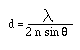 d = λ / (2 n sin θ)